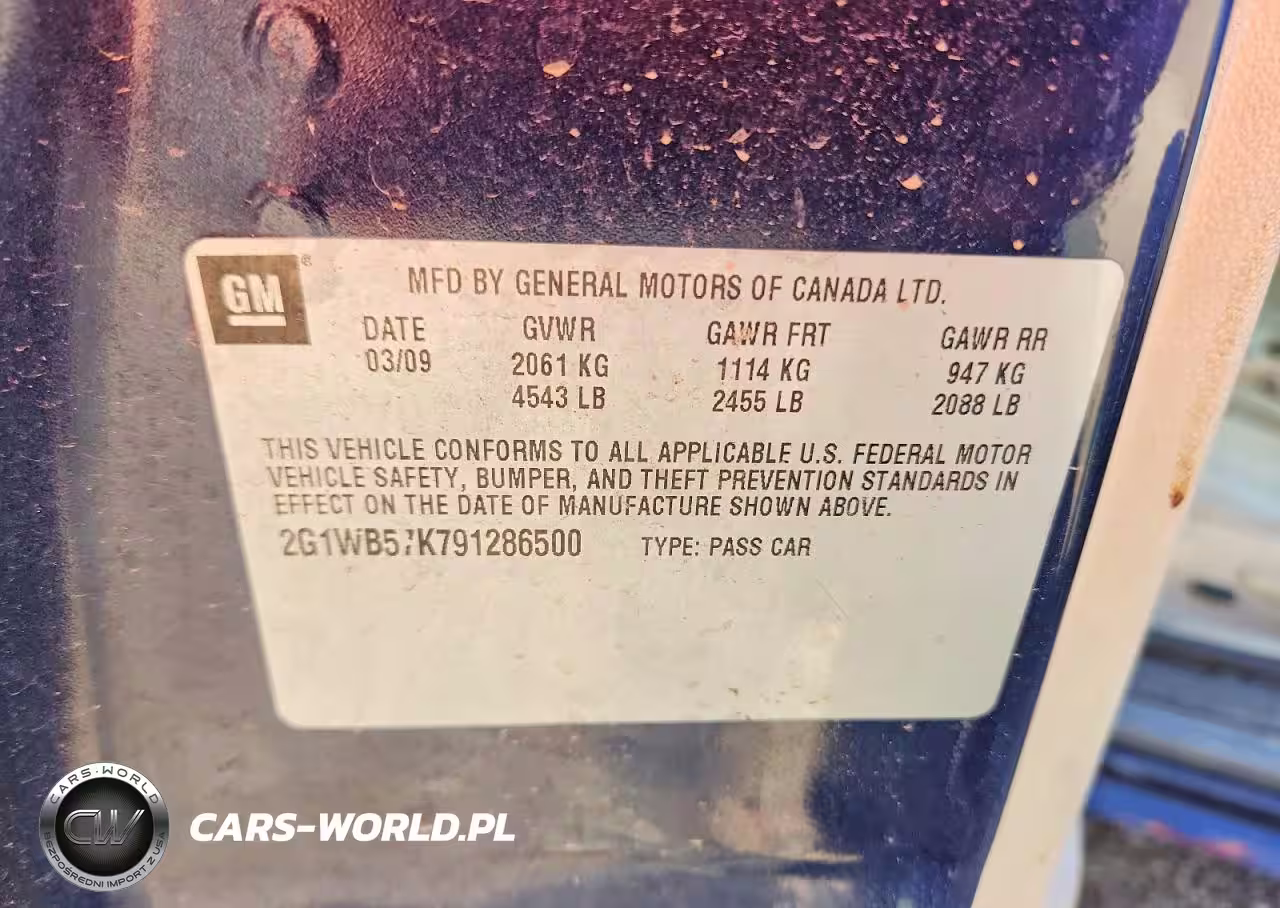 GM ®
MFD BY GENERAL MOTORS OF CANADA LTD.
DATE GVWR GAWR FRT GAWR RR
03/09 2061 KG 1114 KG 947 KG
4543 LB 2455 LB 2088 LB
THIS VEHICLE CONFORMS TO ALL APPLICABLE U.S. FEDERAL MOTOR
VEHICLE SAFETY, BUMPER, AND THEFT PREVENTION STANDARDS IN
EFFECT ON THE DATE OF MANUFACTURE SHOWN ABOVE.
TYPE: PASS CAR
CARS-WORLD
CW
BEZPOŚREDNI IMPORT Z USA
CARS-WORLD.PL